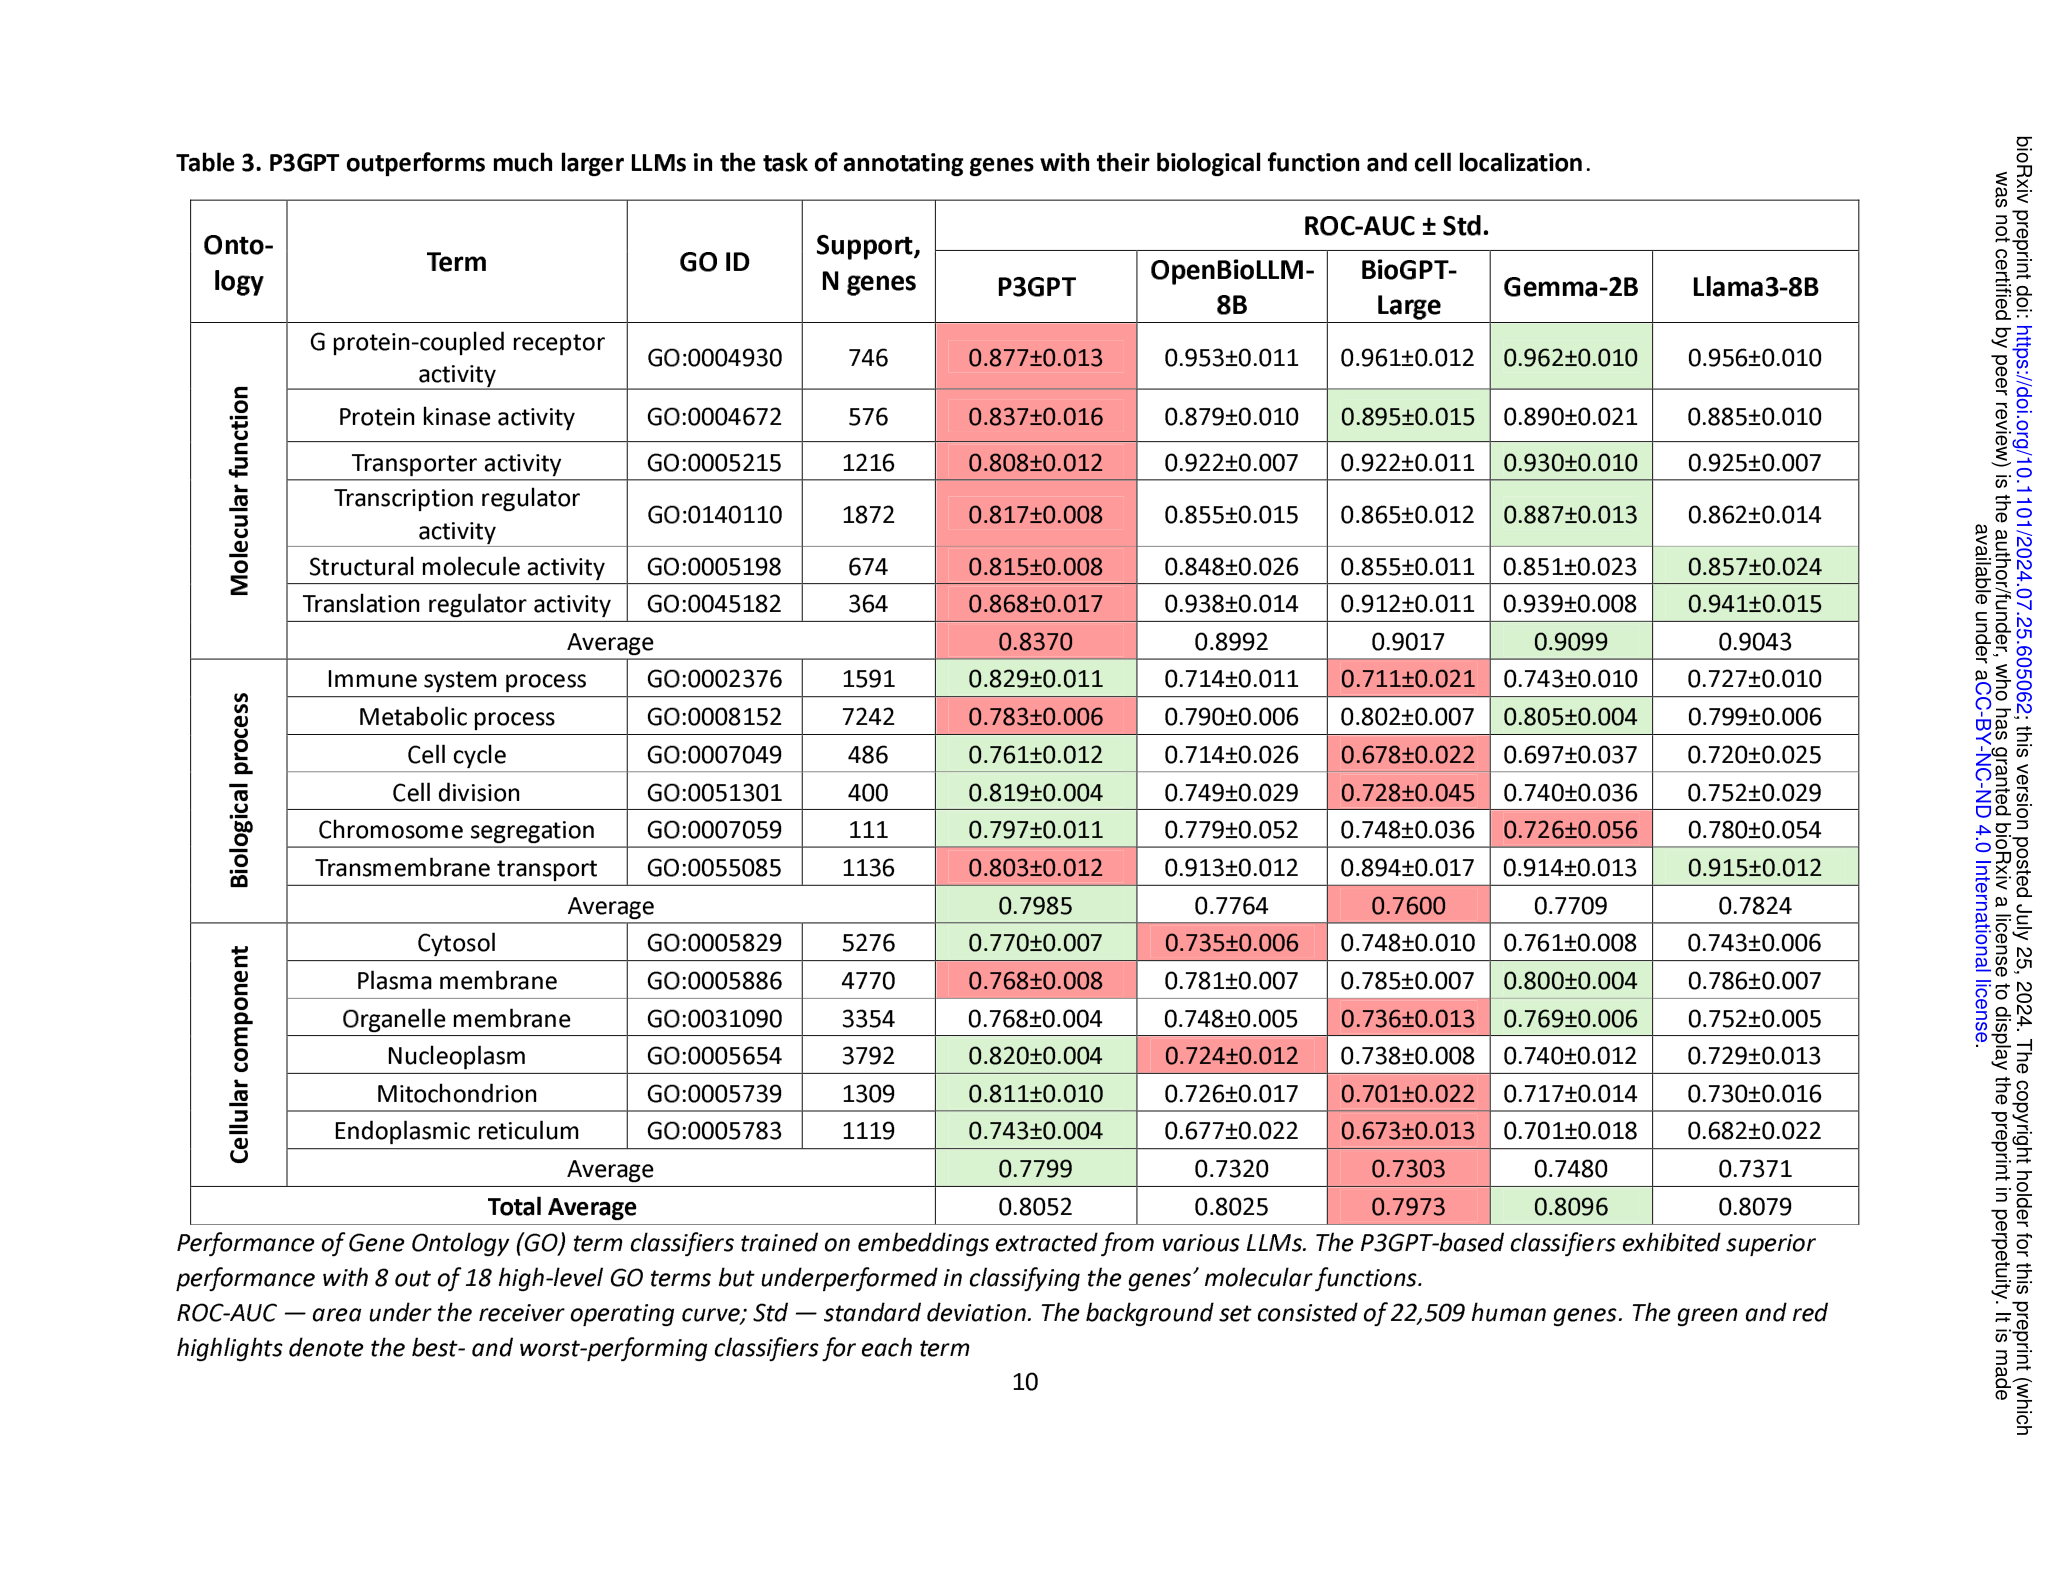 Table 3. P3GPT outperforms much larger LLMs in the task of annotating genes with their biological function and cell localization.
Onto-
logy
Term
GO ID
Support,
N genes
ROC-AUC ± Std.
P3GPT
OpenBioLLM-
8B
BioGPT-
Large
Gemma-2B
Llama3-8B
Molecular function
G protein-coupled receptor
activity
GO:0004930 746 0.877±0.013 0.953±0.011 0.961±0.012 0.962±0.010 0.956±0.010
Protein kinase activity GO:0004672 576 0.837±0.016 0.879±0.010 0.895±0.015 0.890±0.021 0.885±0.010
Transporter activity GO:0005215 1216 0.808±0.012 0.922±0.007 0.922±0.011 0.930±0.010 0.925±0.007
Transcription regulator
activity
GO:0140110 1872 0.817±0.008 0.855±0.015 0.865±0.012 0.887±0.013 0.862±0.014
Structural molecule activity GO:0005198 674 0.815±0.008 0.848±0.026 0.855±0.011 0.851±0.023 0.857±0.024
Translation regulator activity GO:0045182 364 0.868±0.017 0.938±0.014 0.912±0.011 0.939±0.008 0.941±0.015
Average 0.8370 0.8992 0.9017 0.9099 0.9043
Biological process
Immune system process GO:0002376 1591 0.829±0.011 0.714±0.011 0.711±0.021 0.743±0.010 0.727±0.010
Metabolic process GO:0008152 7242 0.783±0.006 0.790±0.006 0.802±0.007 0.805±0.004 0.799±0.006
Cell cycle GO:0007049 486 0.761±0.012 0.714±0.026 0.678±0.022 0.697±0.037 0.720±0.025
Cell division GO:0051301 400 0.819±0.004 0.749±0.029 0.728±0.045 0.740±0.036 0.752±0.029
Chromosome segregation GO:0007059 111 0.797±0.011 0.779±0.052 0.748±0.036 0.726±0.056 0.780±0.054
Transmembrane transport GO:0055085 1136 0.803±0.012 0.913±0.012 0.894±0.017 0.914±0.013 0.915±0.012
Average 0.7985 0.7764 0.7600 0.7709 0.7824
Cellular component
Cytosol GO:0005829 5276 0.770±0.007 0.735±0.006 0.748±0.010 0.761±0.008 0.743±0.006
Plasma membrane GO:0005886 4770 0.768±0.008 0.781±0.007 0.785±0.007 0.800±0.004 0.786±0.007
Organelle membrane GO:0031090 3354 0.768±0.004 0.748±0.005 0.736±0.013 0.769±0.006 0.752±0.005
Nucleoplasm GO:0005654 3792 0.820±0.004 0.724±0.012 0.738±0.008 0.740±0.012 0.729±0.013
Mitochondrion GO:0005739 1309 0.811±0.010 0.726±0.017 0.701±0.022 0.717±0.014 0.730±0.016
Endoplasmic reticulum GO:0005783 1119 0.743±0.004 0.677±0.022 0.673±0.013 0.701±0.018 0.682±0.022
Average 0.7799 0.7320 0.7303 0.7480 0.7371
Total Average 0.8052 0.8025 0.7973 0.8096 0.8079
Performance of Gene Ontology (GO) term classifiers trained on embeddings extracted from various LLMs. The P3GPT-based classifiers exhibited superior
performance with 8 out of 18 high-level GO terms but underperformed in classifying the genes’ molecular functions.
ROC-AUC — area under the receiver operating curve; Std — standard deviation. The background set consisted of 22,509 human genes. The green and red
highlights denote the best- and worst-performing classifiers for each term
10
bioRxiv preprint doi: https://doi.org/10.1101/2024.07.25.605062; this version posted July 25, 2024. The copyright holder for this preprint (which
was not certified by peer review) is the author/funder, who has granted bioRxiv a license to display the preprint in perpetuity. It is made
available under aCC-BY-NC-ND 4.0 International license.